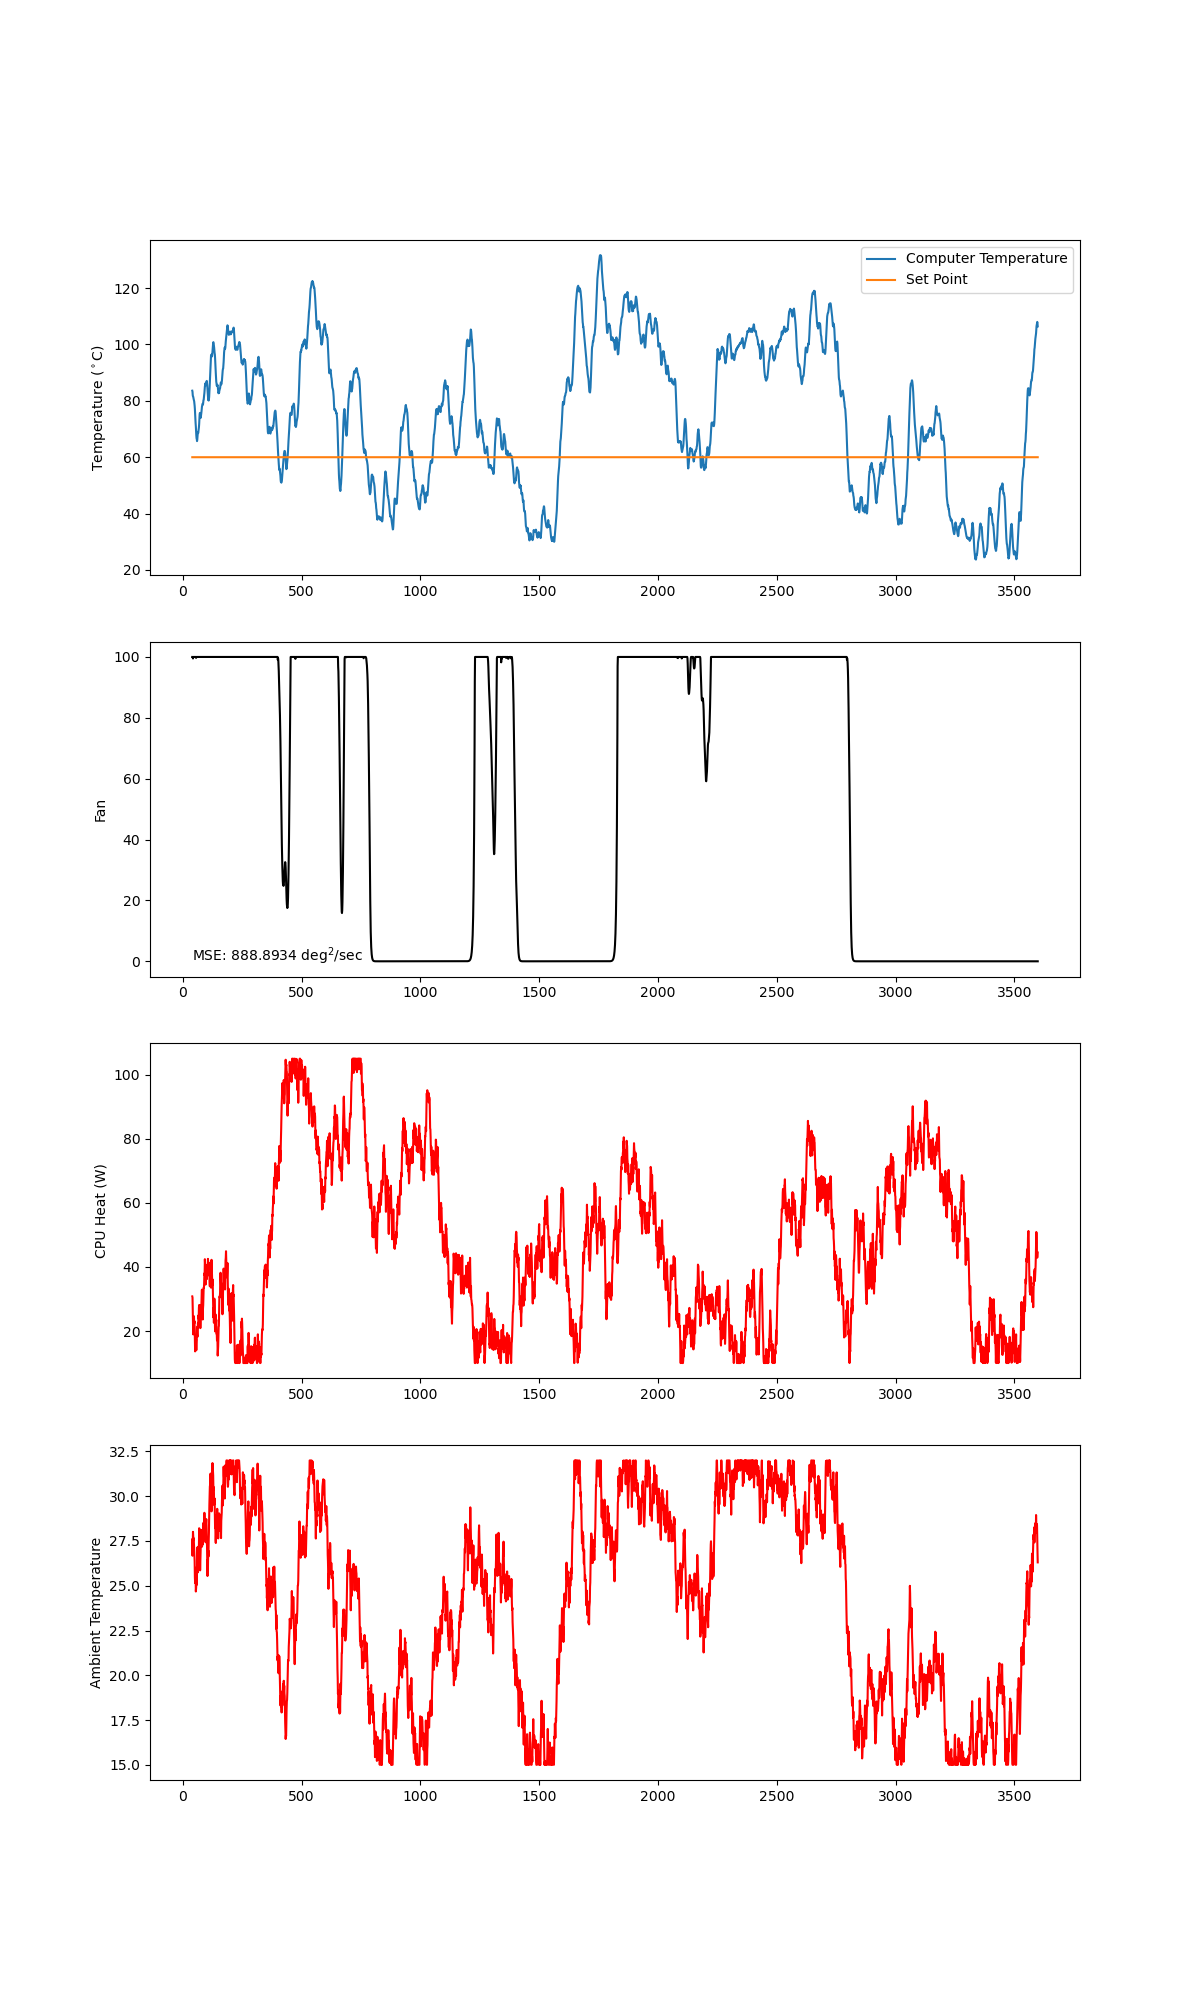 Computer Temperature
Set Point
Temperature (°C)
120
100
80
60
40
20
0 500 1000 1500 2000 2500 3000 3500
Fan
100
80
60
40
20
0
MSE: 888.8934 deg²/sec
0 500 1000 1500 2000 2500 3000 3500
CPU Heat (W)
100
80
60
40
20
0 500 1000 1500 2000 2500 3000 3500
Ambient Temperature
32.5
30.0
27.5
25.0
22.5
20.0
17.5
15.0
0 500 1000 1500 2000 2500 3000 3500